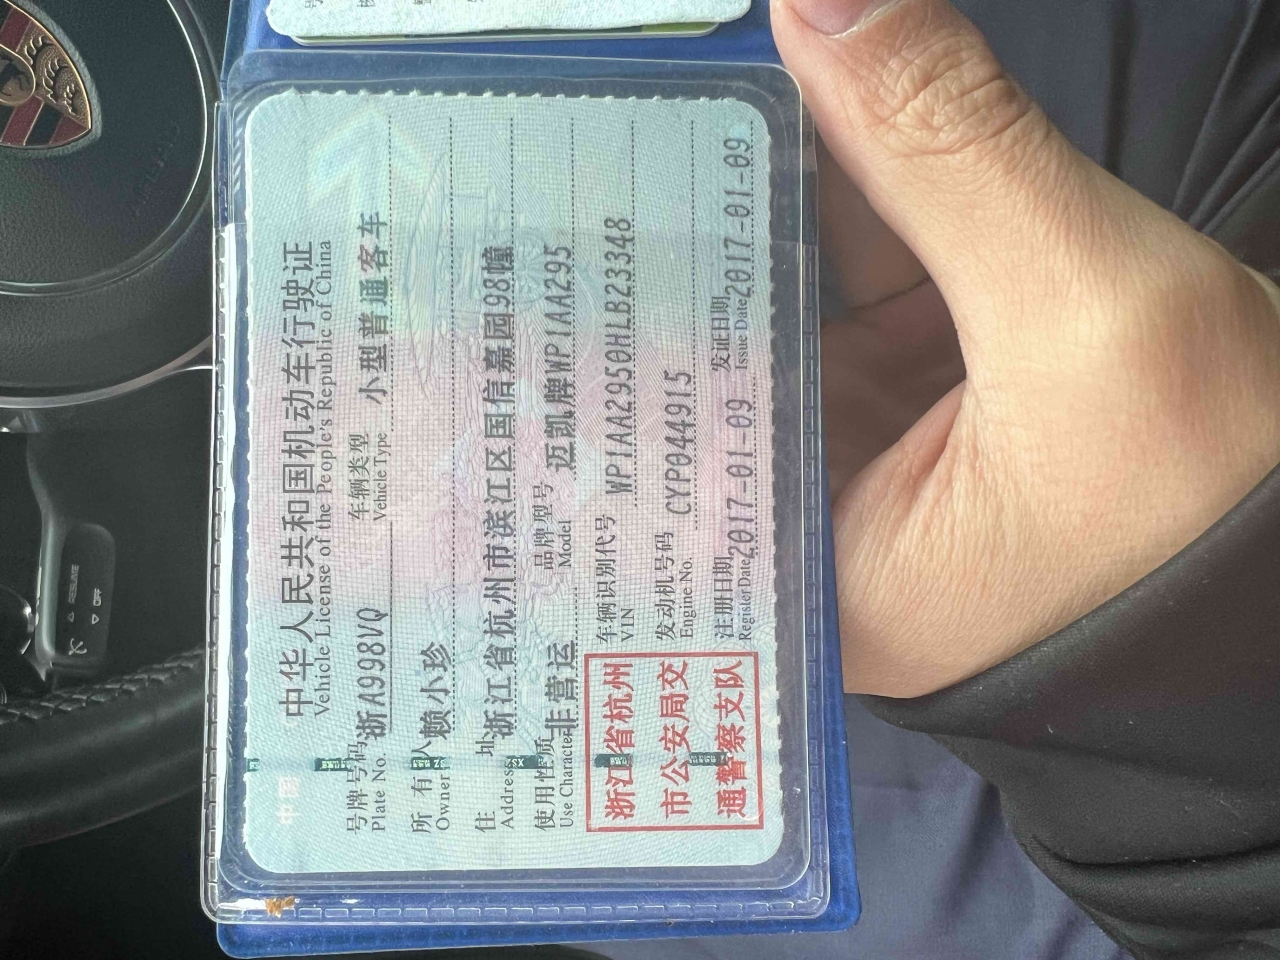 中华人民共和国机动车行驶证
Vehicle License of the People's Republic of China
号牌号码 浙A998VQ 车辆类型 小型普通客车
Plate No. Vehicle Type
所有人 赖小珍
Owner
住址 浙江省杭州市滨江区国信嘉园98幢
Address
使用性质 非营运 品牌型号 迈凯牌WP1AA295
Use Character Model
浙江省杭州
市公安局交
通警察支队
车辆识别代号 WP1AA2950HLB23348
VIN
发动机号码 CYP0449915
Engine No.
注册日期 2017-01-09 发证日期 2017-01-09
Register Date Issue Date
RESUME
OFF